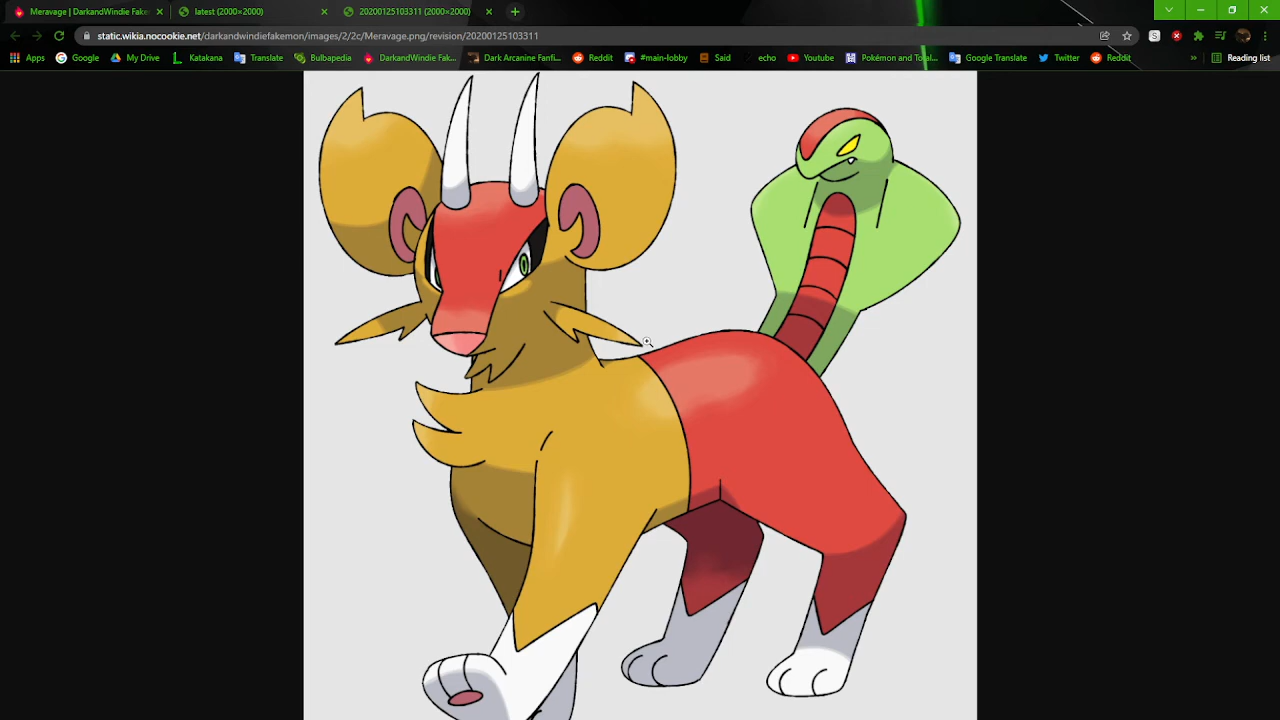 Meravage | DarkandWindie Fake
latest (2000×2000)
20200125103311 (2000×2000)
static.wikia.nocookie.net/darkandwindiefakemon/images/2/2c/Meravage.png/revision/20200125103311
Apps
Google
My Drive
Katakana
Translate
Bulbapedia
DarkandWindie Fak...
Dark Arcanine Fanfi...
Reddit
#main-lobby
Said
echo
Youtube
Pokémon and Total...
Google Translate
Twitter
Reddit
»
Reading list